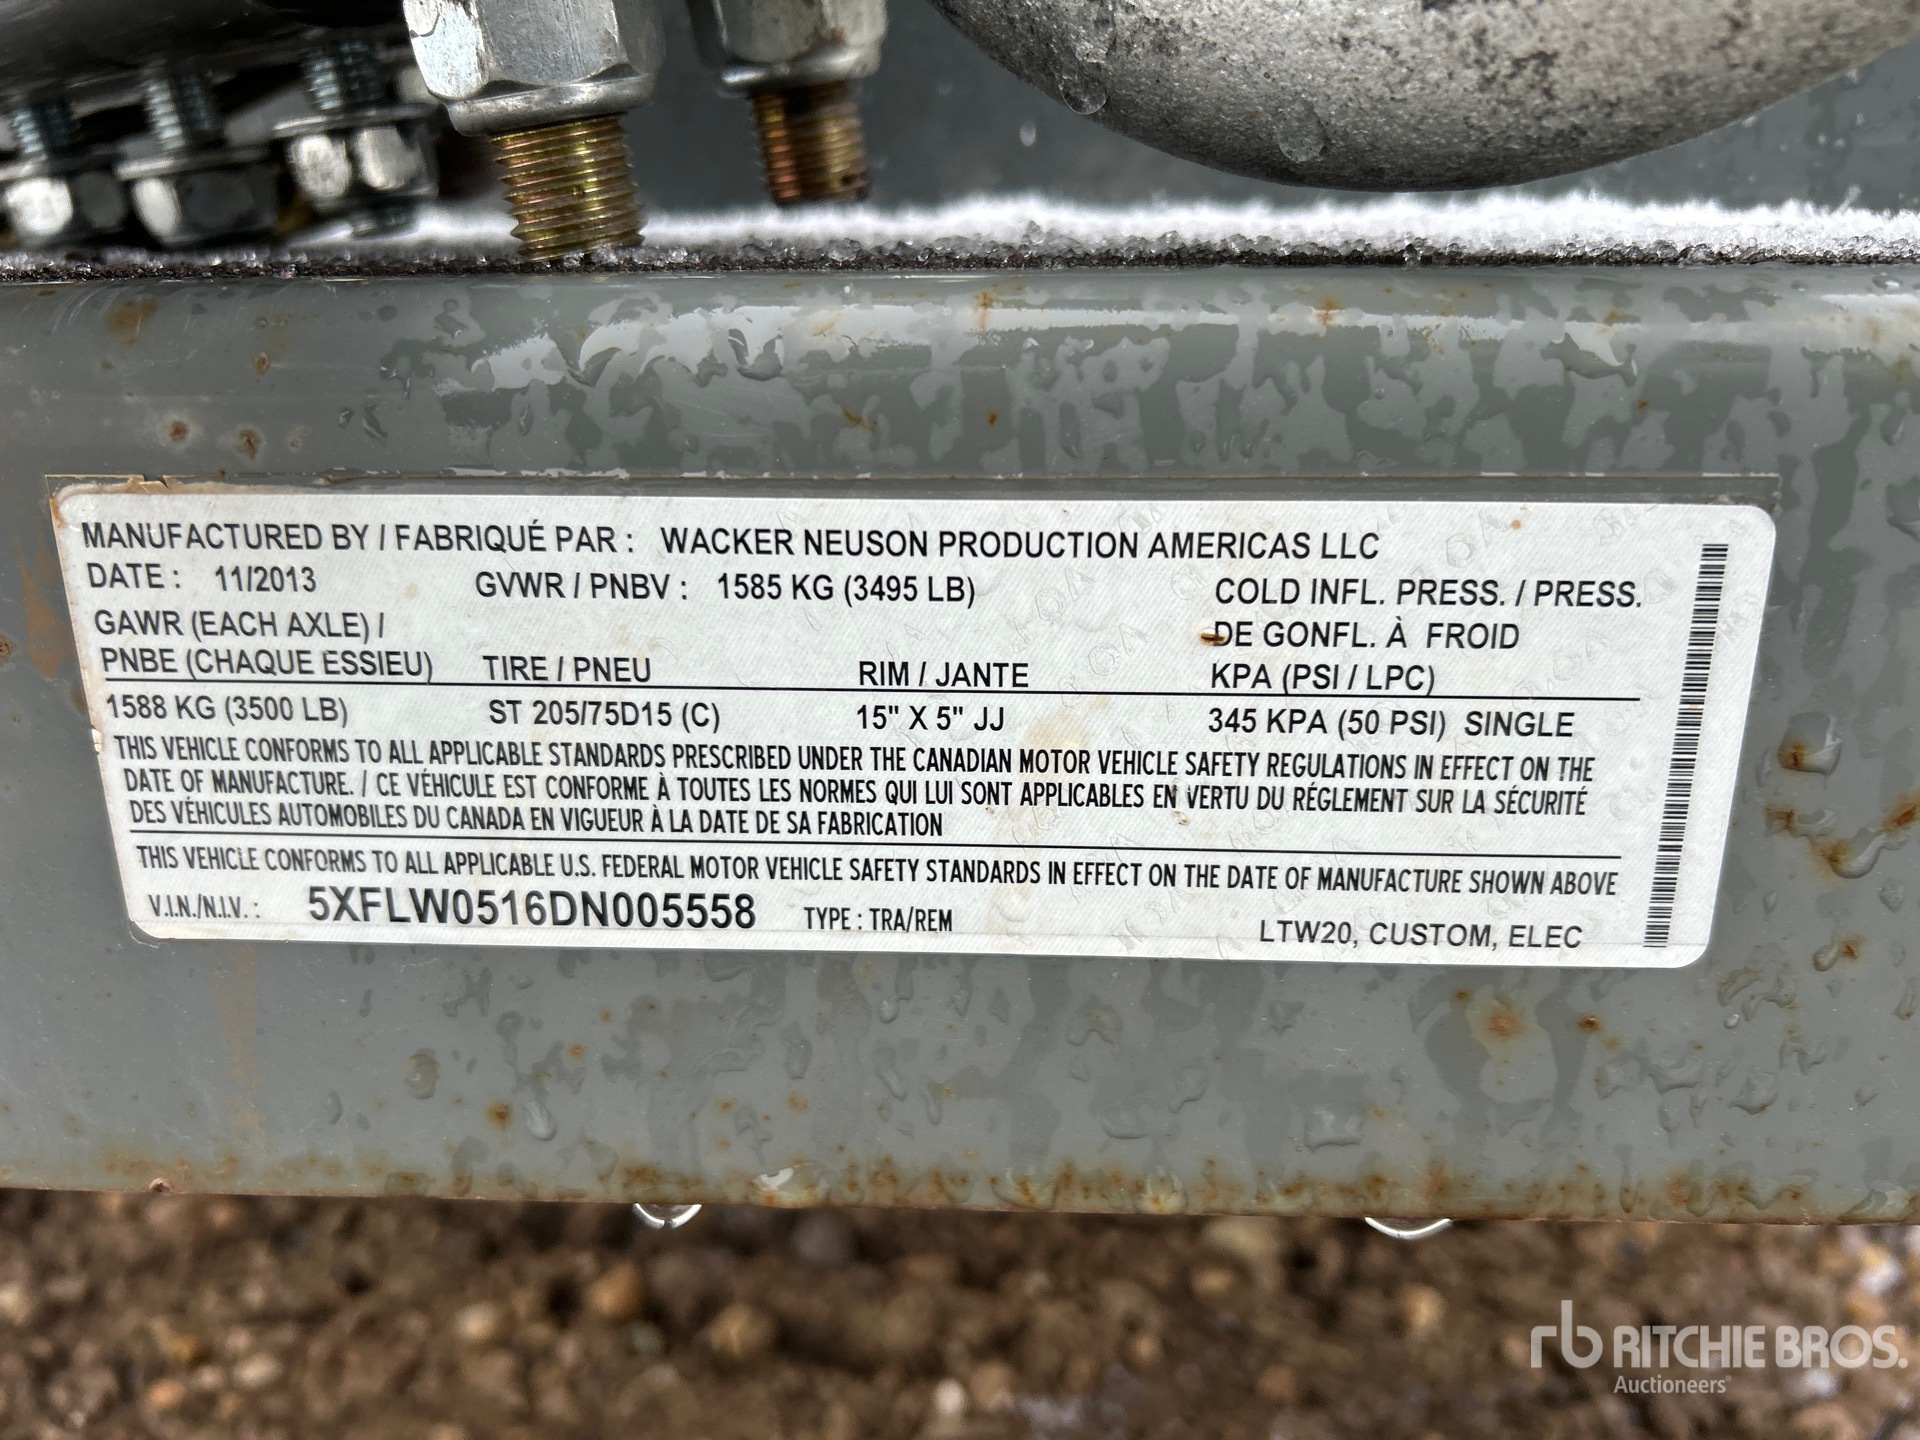 MANUFACTURED BY / FABRIQUÉ PAR : WACKER NEUSON PRODUCTION AMERICAS LLC
DATE : 11/2013 GVWR / PNBV : 1585 KG (3495 LB) COLD INFL. PRESS. / PRESS.
GAWR (EACH AXLE) / DE GONFL. À FROID
PNBE (CHAQUE ESSIEU) TIRE / PNEU RIM / JANTE KPA (PSI / LPC)
1588 KG (3500 LB) ST 205/75D15 (C) 15" X 5" JJ 345 KPA (50 PSI) SINGLE
THIS VEHICLE CONFORMS TO ALL APPLICABLE STANDARDS PRESCRIBED UNDER THE CANADIAN MOTOR VEHICLE SAFETY REGULATIONS IN EFFECT ON THE
DATE OF MANUFACTURE. / CE VÉHICULE EST CONFORME À TOUTES LES NORMES QUI LUI SONT APPLICABLES EN VERTU DU RÉGLEMENT SUR LA SÉCURITÉ
DES VÉHICULES AUTOMOBILES DU CANADA EN VIGUEUR À LA DATE DE SA FABRICATION
THIS VEHICLE CONFORMS TO ALL APPLICABLE U.S. FEDERAL MOTOR VEHICLE SAFETY STANDARDS IN EFFECT ON THE DATE OF MANUFACTURE SHOWN ABOVE
V.I.N./N.I.V. : 5XFLW0516DN005558 TYPE : TRA/REM LTW20, CUSTOM, ELEC
rb RITCHIE BROS.
Auctioneers